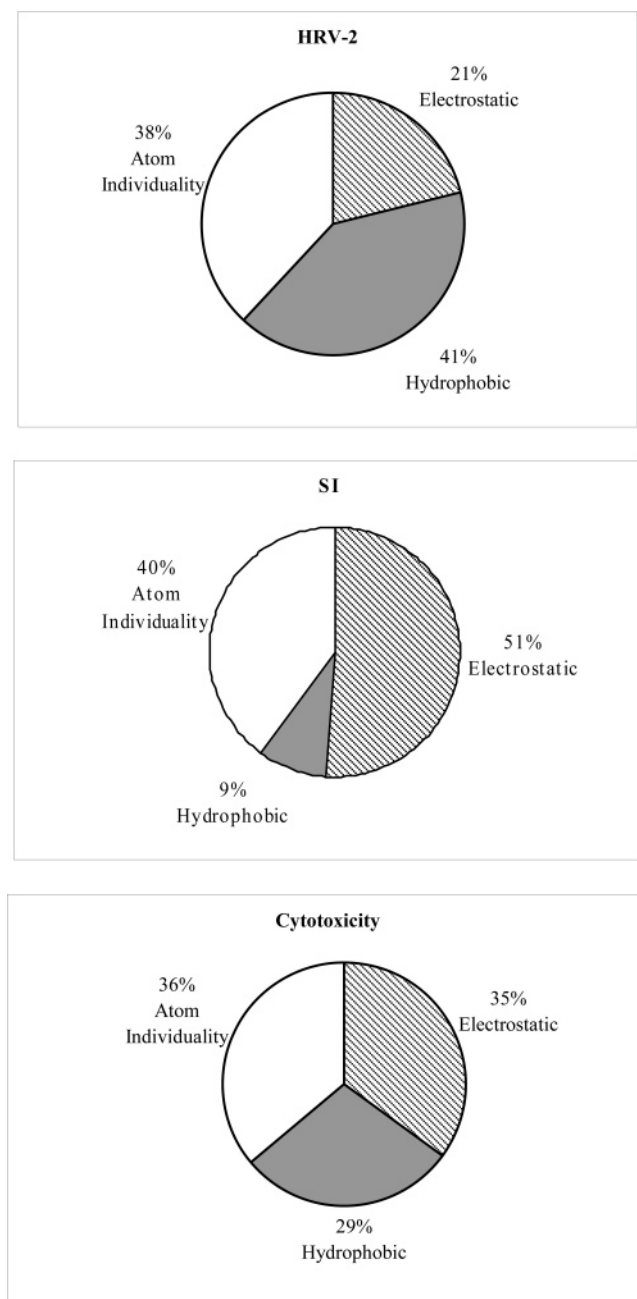 HRV-2
21%
Electrostatic
38%
Atom
Individuality
41%
Hydrophobic
SI
40%
Atom
Individuality
51%
Electrostatic
9%
Hydrophobic
Cytotoxicity
36%
Atom
Individuality
35%
Electrostatic
29%
Hydrophobic